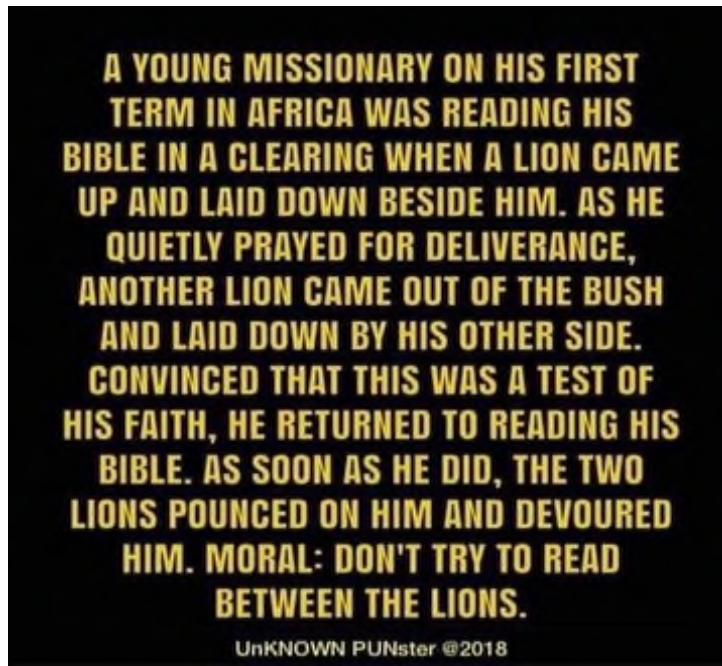 A YOUNG MISSIONARY ON HIS FIRST
TERM IN AFRICA WAS READING HIS
BIBLE IN A CLEARING WHEN A LION CAME
UP AND LAID DOWN BESIDE HIM. AS HE
QUIETLY PRAYED FOR DELIVERANCE,
ANOTHER LION CAME OUT OF THE BUSH
AND LAID DOWN BY HIS OTHER SIDE.
CONVINCED THAT THIS WAS A TEST OF
HIS FAITH, HE RETURNED TO READING HIS
BIBLE. AS SOON AS HE DID, THE TWO
LIONS POUNCED ON HIM AND DEVOURED
HIM. MORAL: DON'T TRY TO READ
BETWEEN THE LIONS.
UnKNOWN PUNster @2018